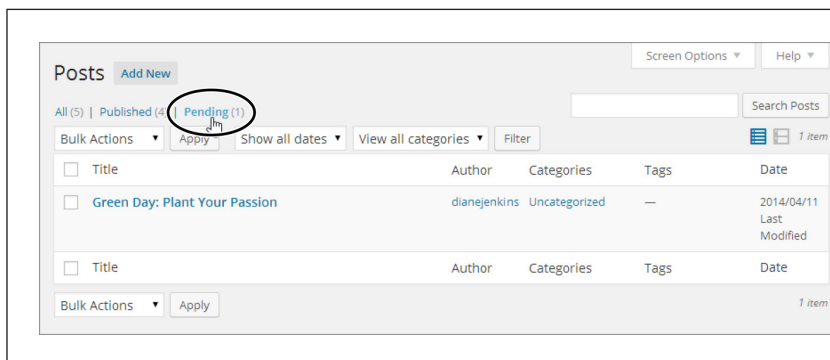 Screen Options ▼ Help ▼
Posts Add New
All (5) | Published (4) | Pending (1)
Search Posts
Bulk Actions ▼ Apply Show all dates ▼ View all categories ▼ Filter 1 item
Title Author Categories Tags Date
Green Day: Plant Your Passion dianejenkins Uncategorized — 2014/04/11
Last
Modified
Title Author Categories Tags Date
Bulk Actions ▼ Apply 1 item